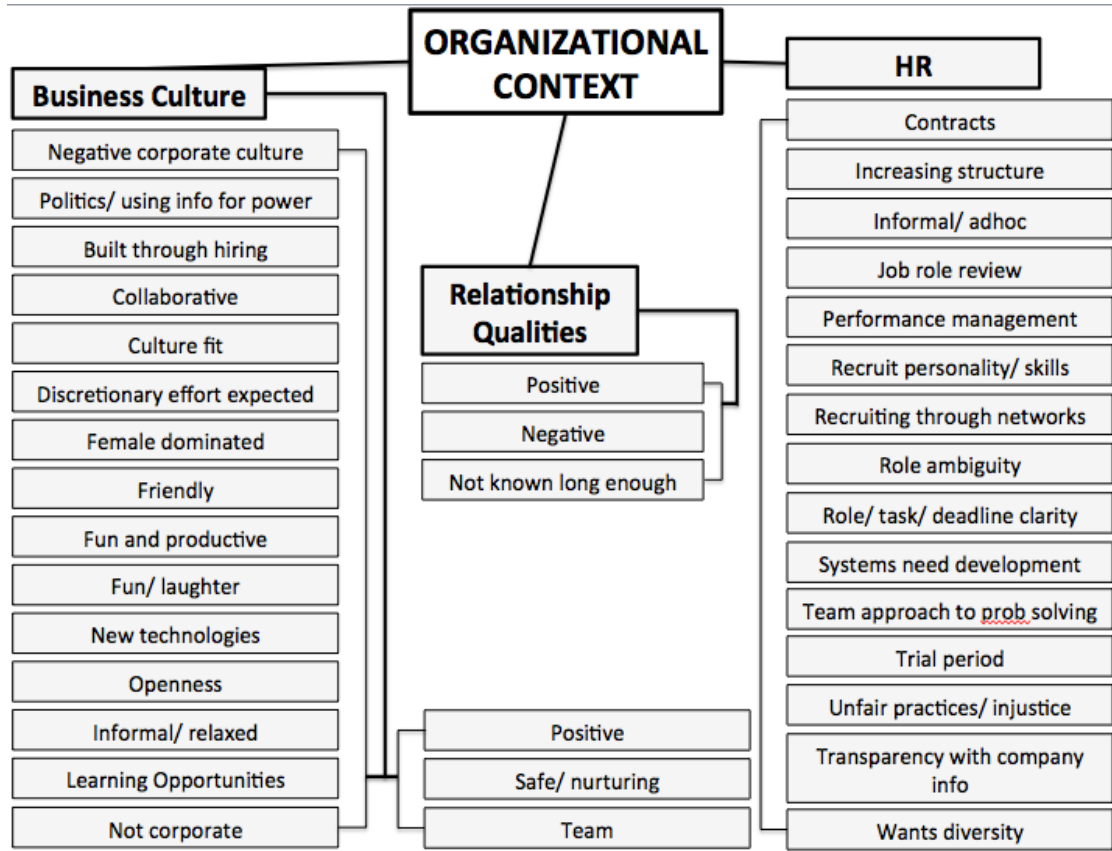 ORGANIZATIONAL
CONTEXT
Business Culture
Negative corporate culture
Politics/ using info for power
Built through hiring
Collaborative
Culture fit
Discretionary effort expected
Female dominated
Friendly
Fun and productive
Fun/ laughter
New technologies
Openness
Informal/ relaxed
Learning Opportunities
Not corporate
Positive
Safe/ nurturing
Team
Relationship
Qualities
Positive
Negative
Not known long enough
HR
Contracts
Increasing structure
Informal/ adhoc
Job role review
Performance management
Recruit personality/ skills
Recruiting through networks
Role ambiguity
Role/ task/ deadline clarity
Systems need development
Team approach to prob solving
Trial period
Unfair practices/ injustice
Transparency with company
info
Wants diversity